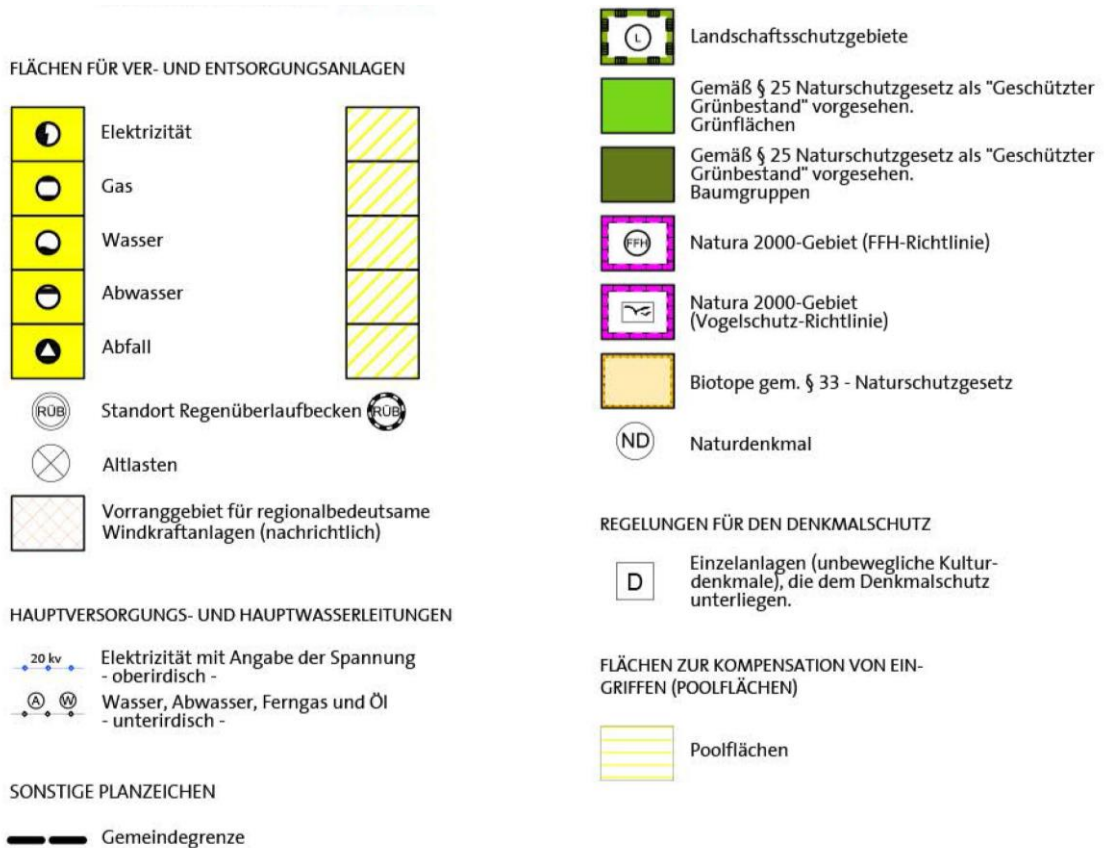 FLÄCHEN FÜR VER- UND ENTSORGUNGSANLAGEN
Elektrizität
Gas
Wasser
Abwasser
Abfall
RÜB Standort Regenüberlaufbecken RÜB
Altlasten
Vorranggebiet für regionalbedeutsame
Windkraftanlagen (nachrichtlich)
HAUPTVERSORGUNGS- UND HAUPTWASSERLEITUNGEN
20 kv Elektrizität mit Angabe der Spannung
- oberirdisch -
A W Wasser, Abwasser, Ferngas und Öl
- unterirdisch -
SONSTIGE PLANZEICHEN
Gemeindegrenze
L Landschaftsschutzgebiete
Gemäß § 25 Naturschutzgesetz als "Geschützter
Grünbestand" vorgesehen.
Grünflächen
Gemäß § 25 Naturschutzgesetz als "Geschützter
Grünbestand" vorgesehen.
Baumgruppen
FFH Natura 2000-Gebiet (FFH-Richtlinie)
Natura 2000-Gebiet
(Vogelschutz-Richtlinie)
Biotope gem. § 33 - Naturschutzgesetz
ND Naturdenkmal
REGELUNGEN FÜR DEN DENKMALSCHUTZ
Einzelanlagen (unbewegliche Kultur-
D denkmale), die dem Denkmalschutz
unterliegen.
FLÄCHEN ZUR KOMPENSATION VON EIN-
GRIFFEN (POOLFLÄCHEN)
Poolflächen